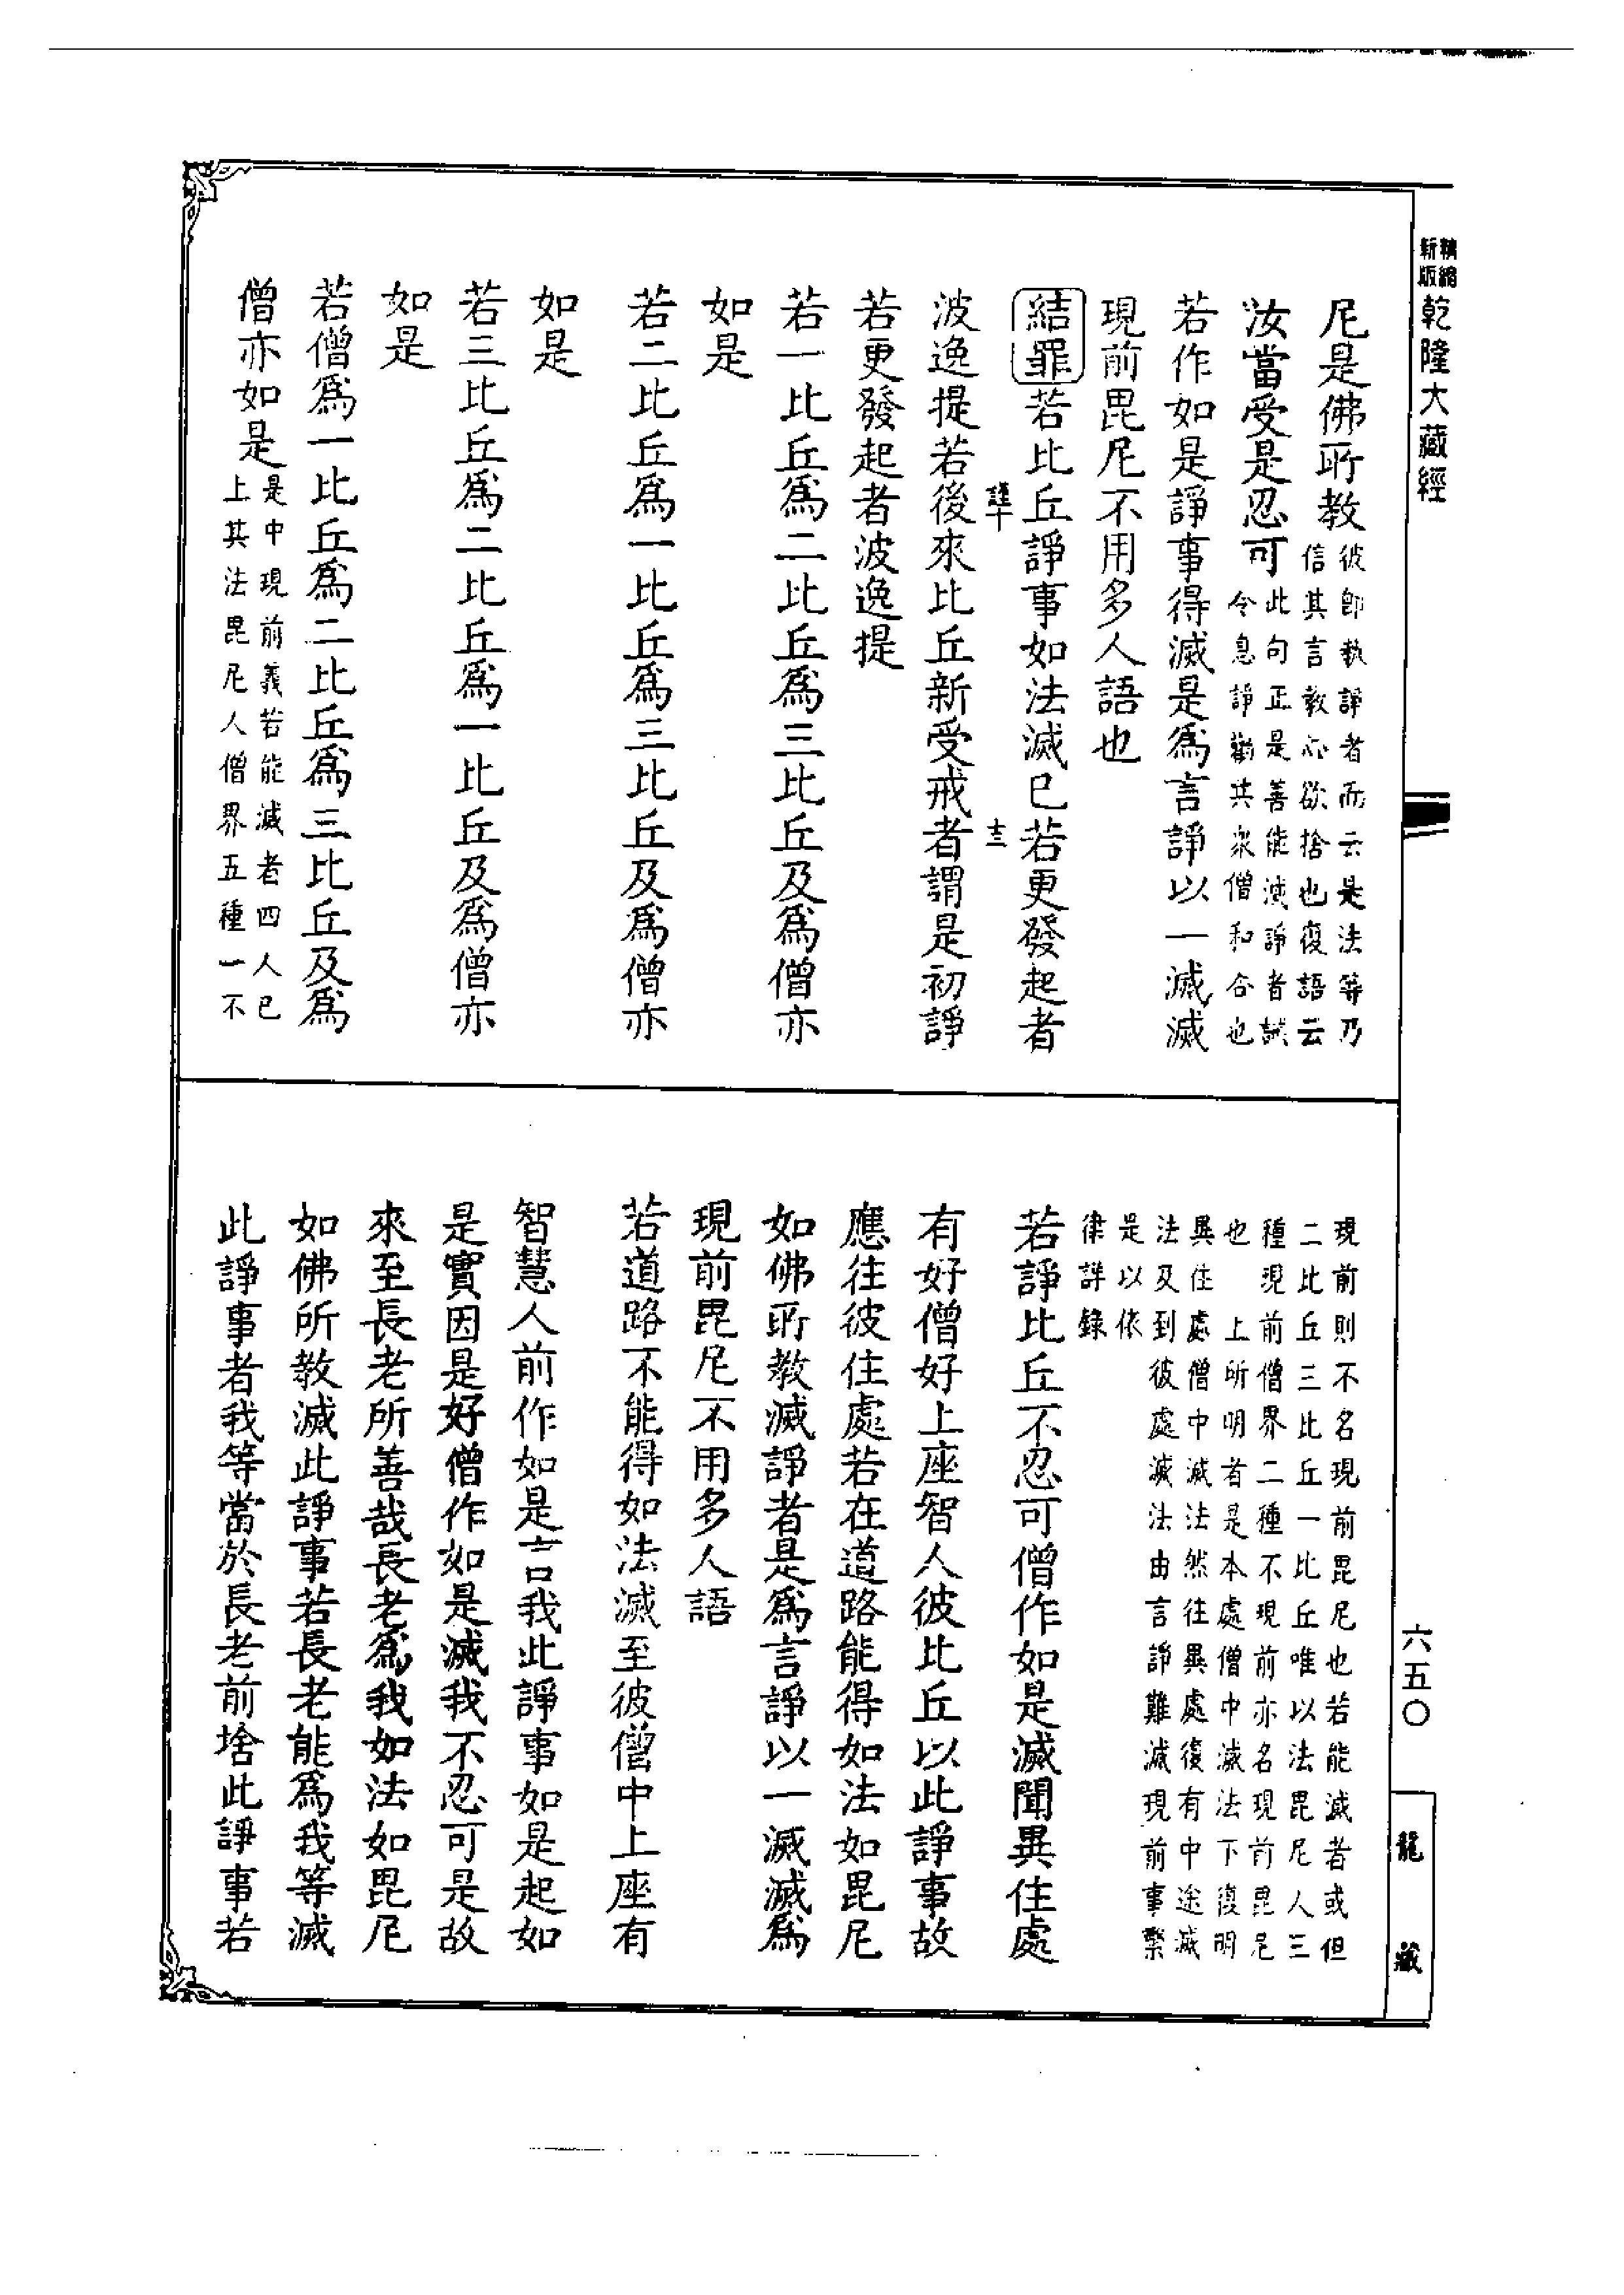 精縮
新版
乾隆大藏經
尼是佛所教彼卽執諍者而云是法等乃
信其言教心欲捨也復語云
汝當受是忍可此句正是善能滅諍者誠
令息諍勸其衆僧和合也
若作如是諍事得滅是爲言諍以一滅滅
現前毘尼不用多人語也
結罪若比丘諍事如法滅已若更發起者
謹十
十三
波逸提若後來比丘新受戒者謂是初諍
若更發起者波逸提
若一比丘爲二比丘爲三比丘及爲僧亦
如是
若二比丘爲一比丘爲三比丘及爲僧亦
如是
若三比丘爲二比丘爲一比丘及爲僧亦
如是
若僧爲一比丘爲二比丘爲三比丘及爲
僧亦如是是中現前義若能滅者四人已
上其法毘尼人僧界五種一不
現前則不名現前毘尼也若能滅者或但
二比丘三比丘一比丘唯以法毘尼人三
種現前僧界二種不現前亦名現前毘尼
也上所明者是本處僧中滅法下復明
異住處僧中滅法然往異處復有中途滅
法及到彼處滅法由言諍難滅現前事繫
是以依
律詳錄
若諍比丘不忍可僧作如是滅聞異住處
有好僧好上座智人彼比丘以此諍事故
應往彼住處若在道路能得如法如毘尼
如佛所教滅諍者是爲言諍以一滅滅爲
現前毘尼不用多人語
若道路不能得如法滅至彼僧中上座有
智慧人前作如是言我此諍事如是起如
是實因是好僧作如是滅我不忍可是故
來至長老所善哉長老爲我如法如毘尼
如佛所教滅此諍事若長老能爲我等滅
此諍事者我等當於長老前捨此諍事若
六五〇
龍藏